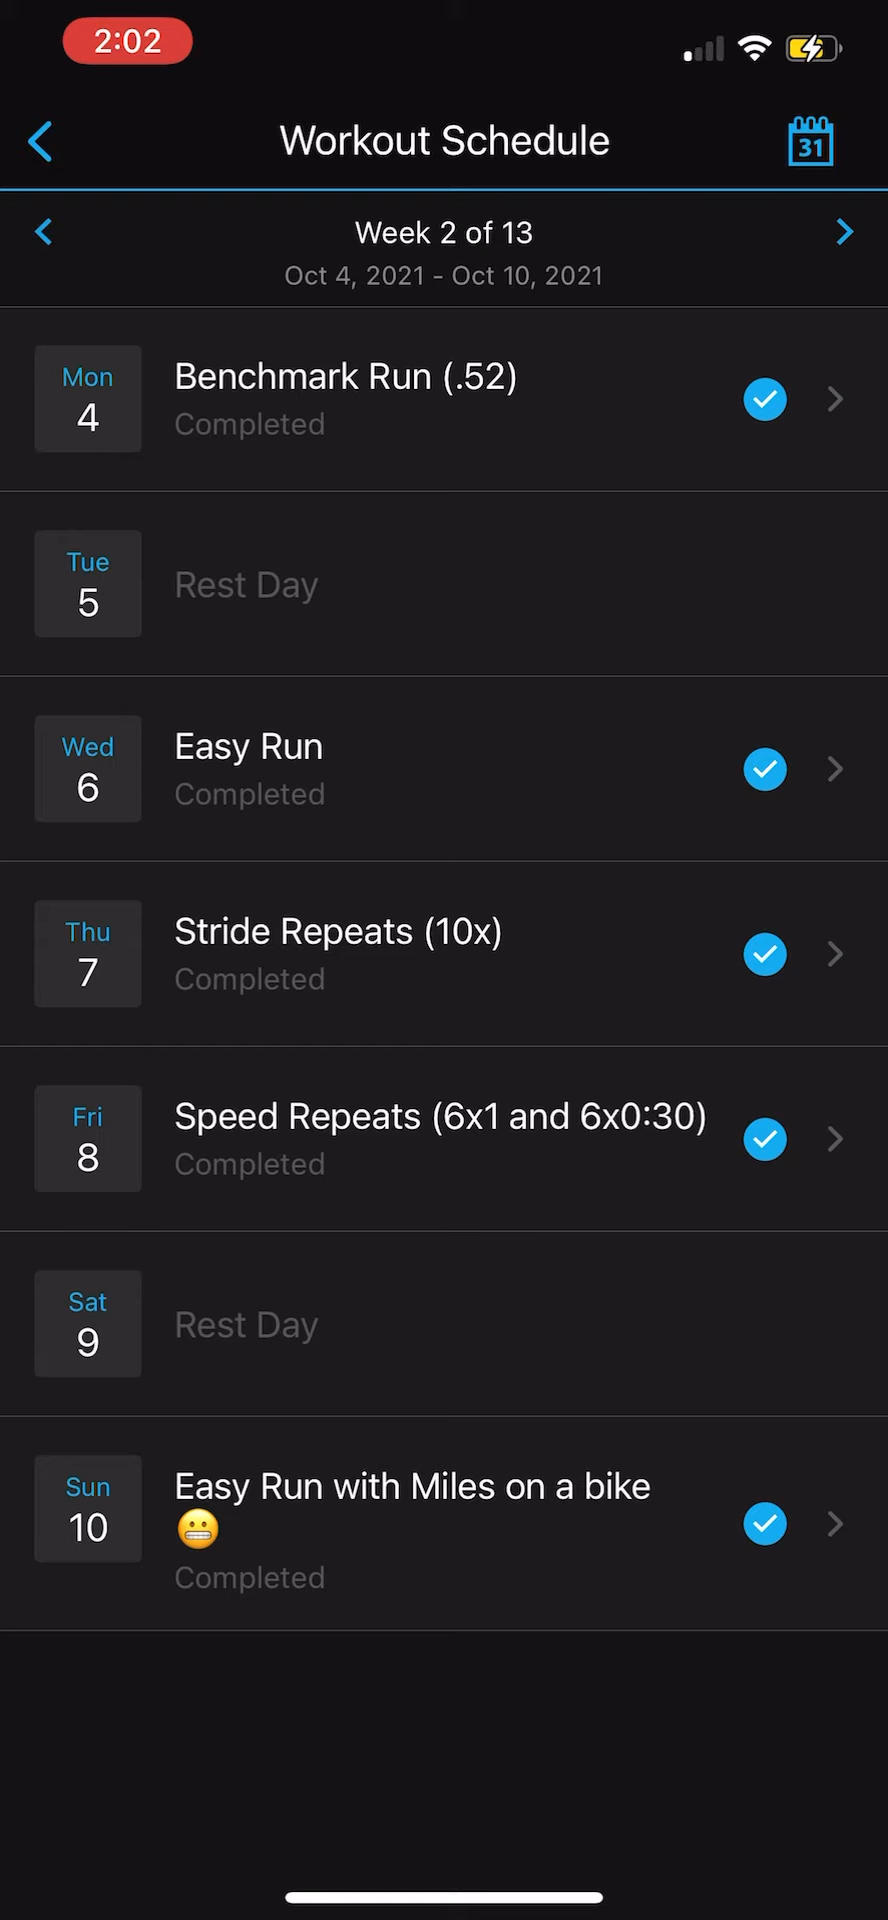 2:02
Workout Schedule
31
Week 2 of 13
Oct 4, 2021 - Oct 10, 2021
Mon
4
Benchmark Run (.52)
Completed
Tue
5
Rest Day
Wed
6
Easy Run
Completed
Thu
7
Stride Repeats (10x)
Completed
Fri
8
Speed Repeats (6x1 and 6x0:30)
Completed
Sat
9
Rest Day
Sun
10
Easy Run with Miles on a bike
😬
Completed